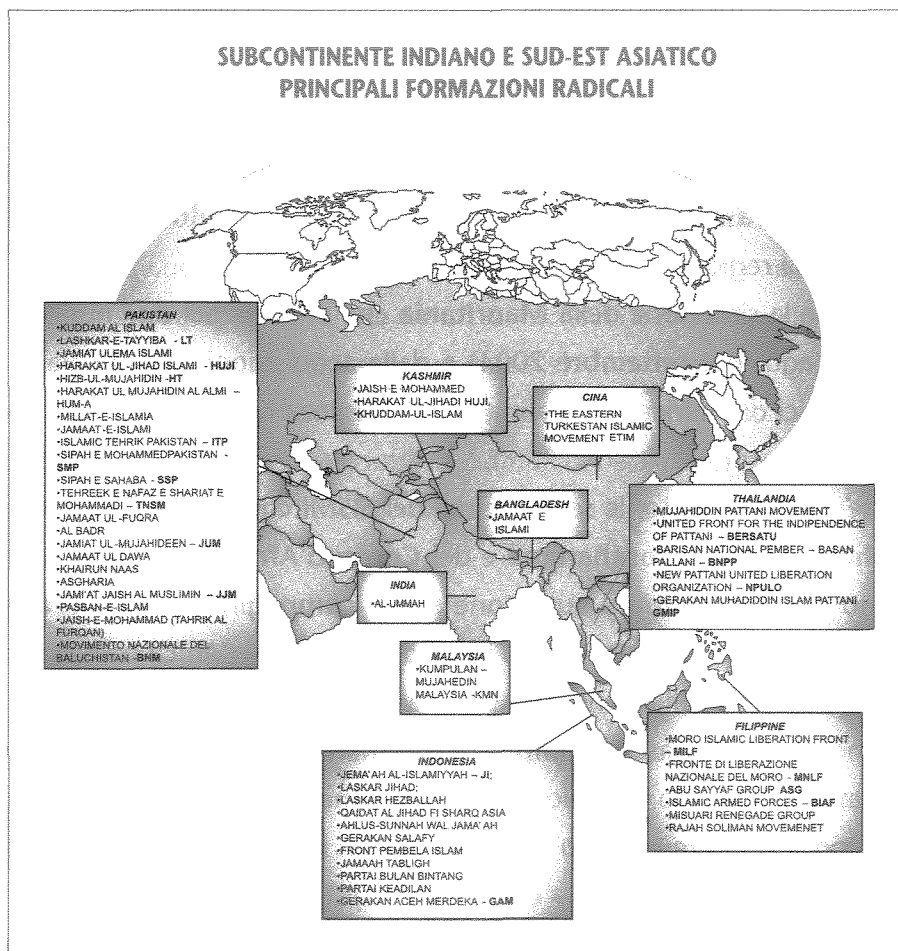 SUBCONTINENTE INDIANO E SUD-EST ASIATICO
PRINCIPALI FORMAZIONI RADICALI
PAKISTAN
•KUDDAM AL ISLAM
•LASHKAR-E-TAYYIBA - LT
•JAMIAT ULEMA ISLAMI
•HARAKAT UL-JIHAD ISLAMI - HUJI
•HIZB-UL-MUJAHIDIN -HT
•HARAKAT UL MUJAHIDIN AL ALMI –
HUM-A
•MILLAT-E-ISLAMIA
•JAMAAT-E-ISLAMI
•ISLAMIC TEHRIK PAKISTAN – ITP
•SIPAH E MOHAMMEDPAKISTAN -
SMP
•SIPAH E SAHABA - SSP
•TEHREEK E NAFAZ E SHARIAT E
MOHAMMADI – TNSM
•JAMAAT UL-FUQRA
•AL BADR
•JAMIAT UL-MUJAHIDEEN - JUM
•JAMAAT UL DAWA
•KHAIRUN NAAS
•ASGHARIA
•JAMI'AT JAISH AL MUSLIMIN – JJM
•PASBAN-E-ISLAM
•JAISH-E-MOHAMMAD (TAHRIK AL
FURQAN)
•MOVIMENTO NAZIONALE DEL
BALUCHISTAN -BNM
KASHMIR
•JAISH-E MOHAMMED
•HARAKAT UL-JIHADI HUJI,
•KHUDDAM-UL-ISLAM
CINA
•THE EASTERN
TURKESTAN ISLAMIC
MOVEMENT ETIM
BANGLADESH
•JAMAAT E
ISLAMI
THAILANDIA
•MUJAHIDDIN PATTANI MOVEMENT
•UNITED FRONT FOR THE INDIPENDENCE
OF PATTANI – BERSATU
•BARISAN NATIONAL PEMBER – BASAN
PALLANI – BNPP
•NEW PATTANI UNITED LIBERATION
ORGANIZATION – NPULO
•GERAKAN MUHADIDDIN ISLAM PATTANI
GMIP
INDIA
•AL-UMMAH
MALAYSIA
•KUMPULAN –
MUJAHEDIN
MALAYSIA -KMN
FILIPPINE
•MORO ISLAMIC LIBERATION FRONT
– MILF
•FRONTE DI LIBERAZIONE
NAZIONALE DEL MORO - MNLF
•ABU SAYYAF GROUP ASG
•ISLAMIC ARMED FORCES – BIAF
•MISUARI RENEGADE GROUP
•RAJAH SOLIMAN MOVEMENET
INDONESIA
•JEMA'AH AL-ISLAMIYYAH – JI;
•LASKAR JIHAD;
•LASKAR HEZBALLAH
•QAIDAT AL JIHAD FI SHARQ ASIA
•AHLUS-SUNNAH WAL JAMA'AH
•GERAKAN SALAFY
•FRONT PEMBELA ISLAM
•JAMAAH TABLIGH
•PARTAI BULAN BINTANG
•PARTAI KEADILAN
•GERAKAN ACEH MERDEKA - GAM